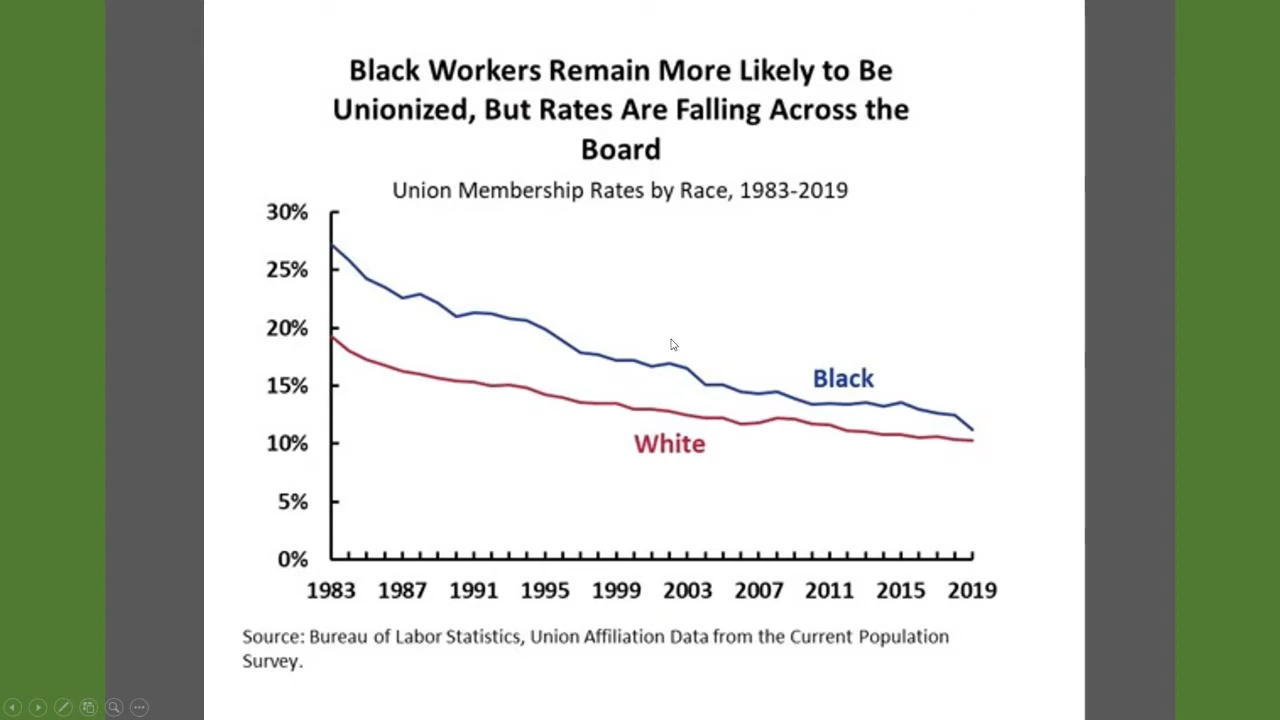 Black Workers Remain More Likely to Be
Unionized, But Rates Are Falling Across the
Board
Union Membership Rates by Race, 1983-2019
30%
25%
20%
15%
10%
5%
0%
Black
White
1983 1987 1991 1995 1999 2003 2007 2011 2015 2019
Source: Bureau of Labor Statistics, Union Affiliation Data from the Current Population
Survey.